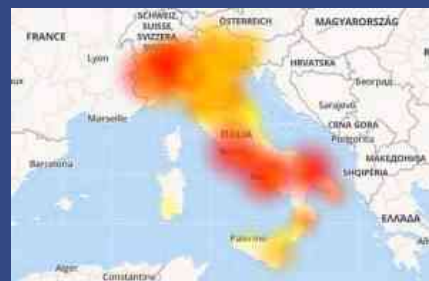 SCHWEIZ,
SUISSE,
SVIZZERA
ÖSTERREICH
MAGYARORSZÁG
FRANCE
Lyon
HRVATSKA
Београд
Sarajevo
Marseille
CRNA GORA
Podgorica
ITALIA
МАКЕДОНИЈА
Barcelona
SHQIPËRIA
ΕΛΛΆΔΑ
Palermo
Alger
Constantine